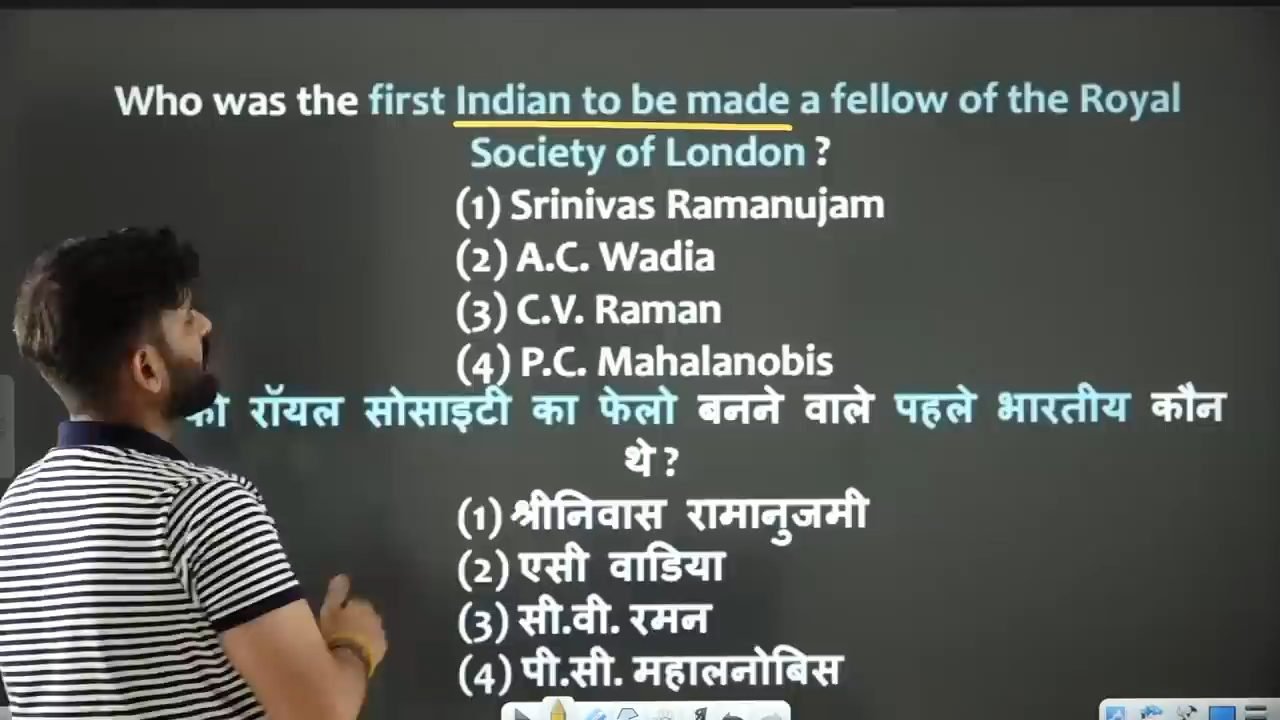 Who was the first Indian to be made a fellow of the Royal
Society of London ?
(1) Srinivas Ramanujam
(2) A.C. Wadia
(3) C.V. Raman
(4) P.C. Mahalanobis
रॉयल सोसाइटी का फेलो बनने वाले पहले भारतीय कौन
थे ?
(1) श्रीनिवास रामानुजमी
(2) एसी वाडिया
(3) सी.वी. रमन
(4) पी.सी. महालनोबिस